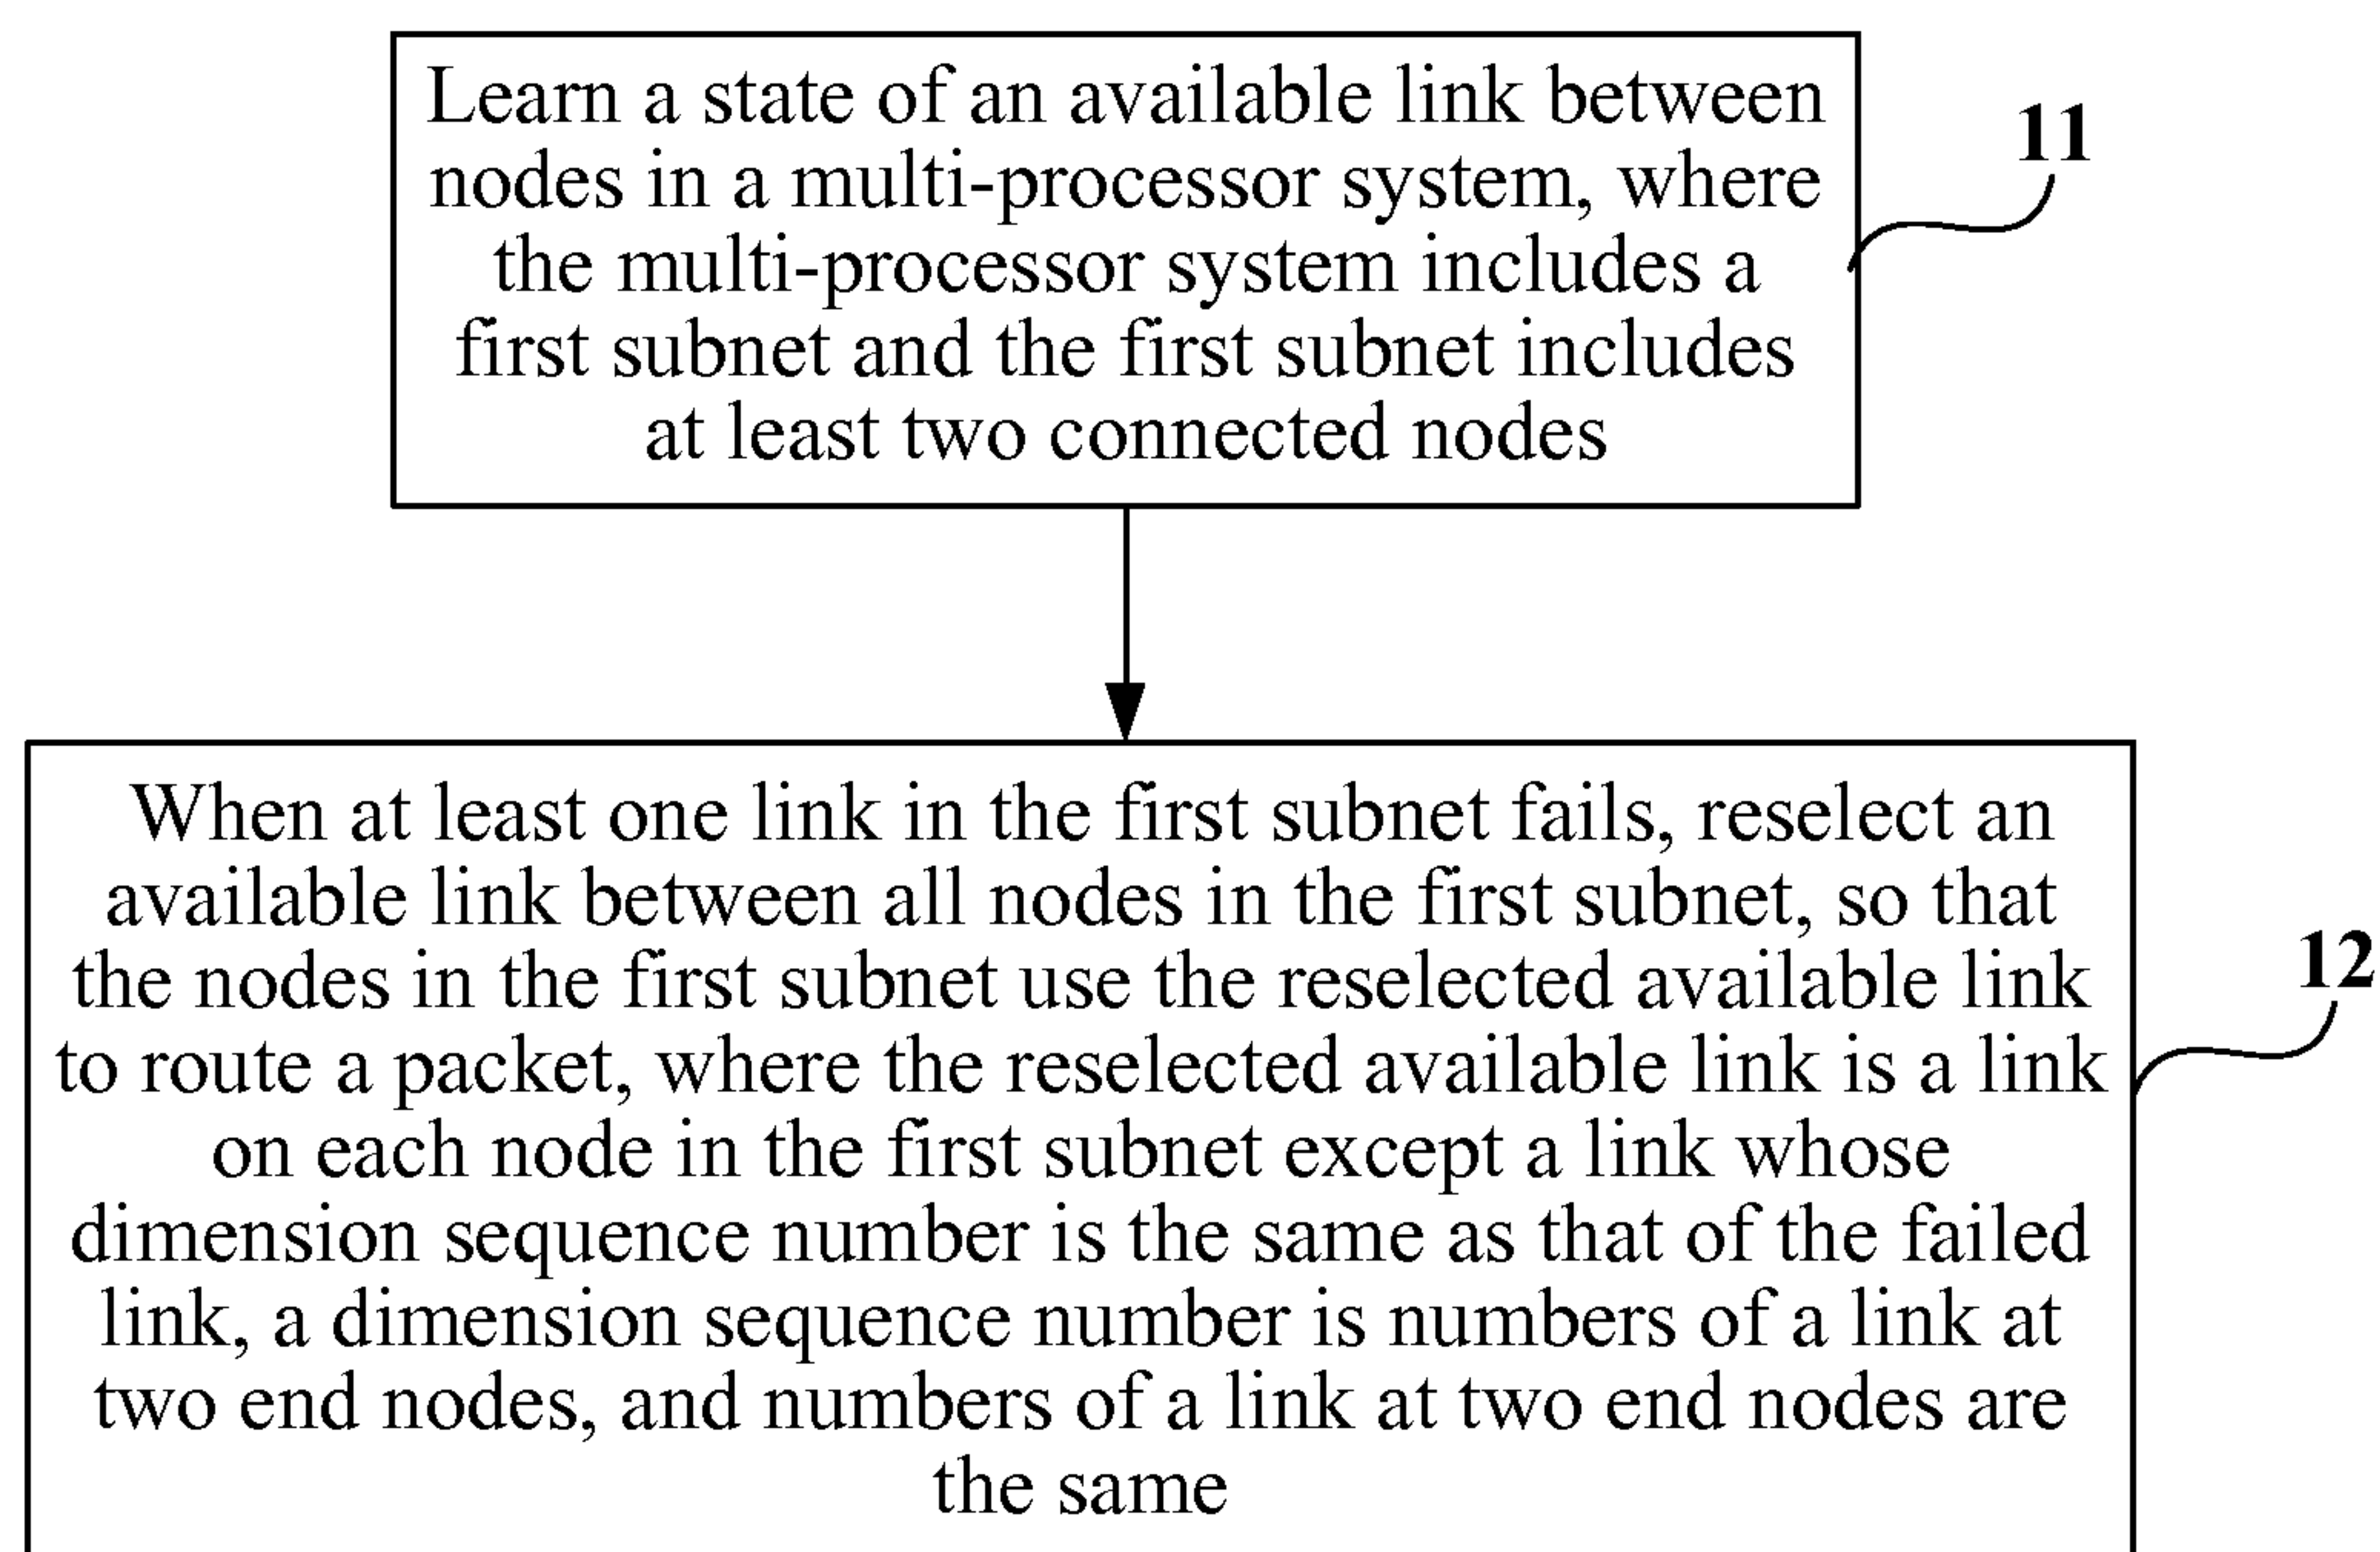 Learn a state of an available link between
nodes in a multi-processor system, where
the multi-processor system includes a
first subnet and the first subnet includes
at least two connected nodes
11
When at least one link in the first subnet fails, reselect an
available link between all nodes in the first subnet, so that
the nodes in the first subnet use the reselected available link
to route a packet, where the reselected available link is a link
on each node in the first subnet except a link whose
dimension sequence number is the same as that of the failed
link, a dimension sequence number is numbers of a link at
two end nodes, and numbers of a link at two end nodes are
the same
12